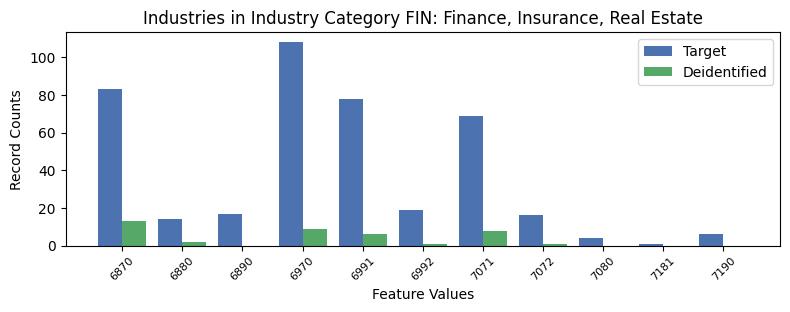 Industries in Industry Category FIN: Finance, Insurance, Real Estate
Target
Deidentified
Record Counts
100
80
60
40
20
0
6870 6880 6890 6970 6991 6992 7071 7072 7080 7181 7190
Feature Values